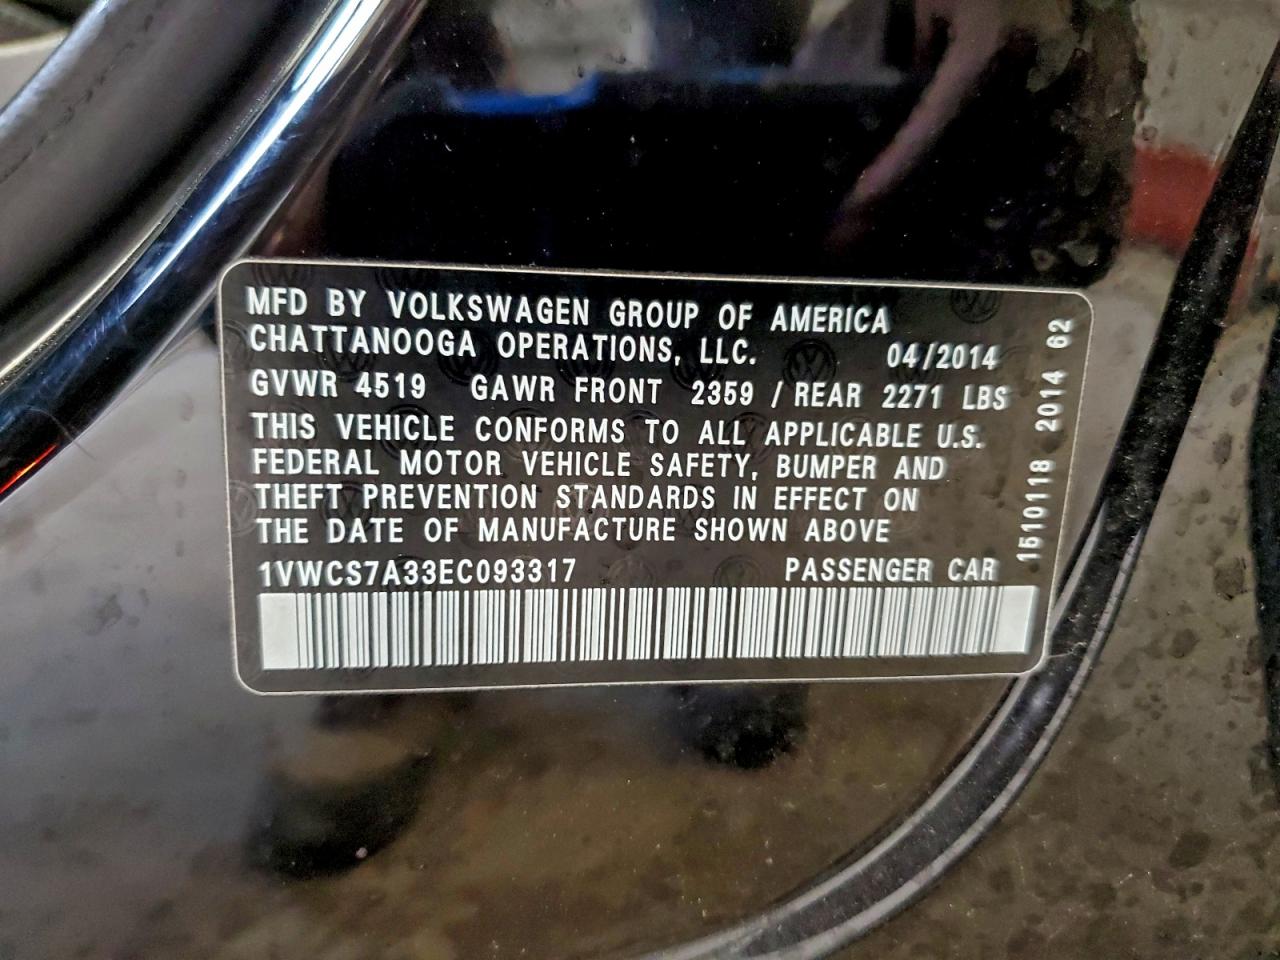 MFD BY VOLKSWAGEN GROUP OF AMERICA
CHATTANOOGA OPERATIONS, LLC. 04/2014
GVWR 4519 GAWR FRONT 2359 / REAR 2271 LBS
THIS VEHICLE CONFORMS TO ALL APPLICABLE U.S.
FEDERAL MOTOR VEHICLE SAFETY, BUMPER AND
THEFT PREVENTION STANDARDS IN EFFECT ON
THE DATE OF MANUFACTURE SHOWN ABOVE
1VWCS7A33EC093317 PASSENGER CAR
1510118 2014 62